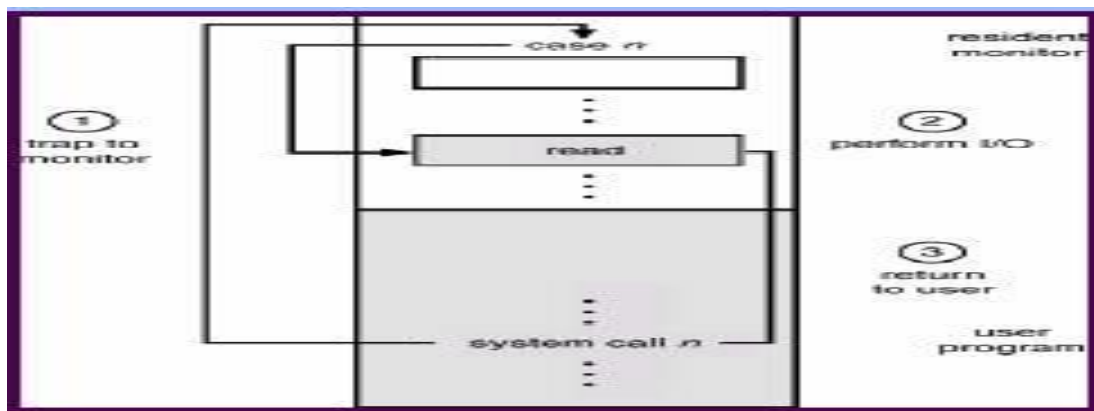 case n
resident
monitor
1
trap to
monitor
read
2
perform I/O
3
return
to user
system call n
user
program